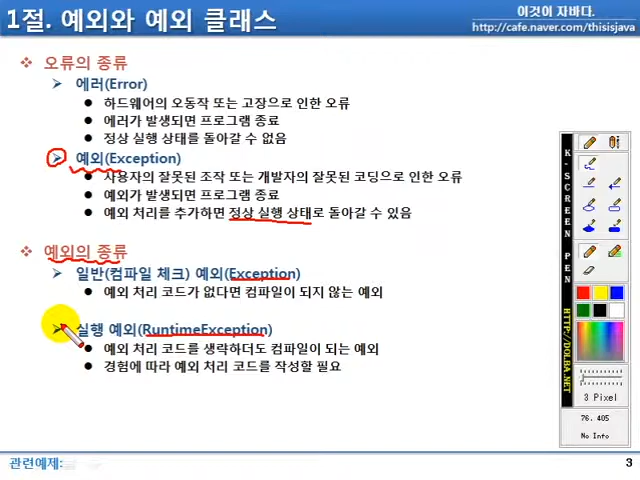 1절. 예외와 예외 클래스
이것이 자바다.
http://cafe.naver.com/thisisjava
❖ 오류의 종류
➢ 에러(Error)
● 하드웨어의 오동작 또는 고장으로 인한 오류
● 에러가 발생되면 프로그램 종료
● 정상 실행 상태를 돌아갈 수 없음
➢ 예외(Exception)
● 사용자의 잘못된 조작 또는 개발자의 잘못된 코딩으로 인한 오류
● 예외가 발생되면 프로그램 종료
● 예외 처리를 추가하면 정상 실행 상태로 돌아갈 수 있음
❖ 예외의 종류
➢ 일반(컴파일 체크) 예외(Exception)
● 예외 처리 코드가 없다면 컴파일이 되지 않는 예외
➢ 실행 예외(RuntimeException)
● 예외 처리 코드를 생략하더도 컴파일이 되는 예외
● 경험에 따라 예외 처리 코드를 작성할 필요
K-SCREEN PEN
HTTP://DOLBA.NET
3 Pixel
76. 405
No Info
관련예제:
3